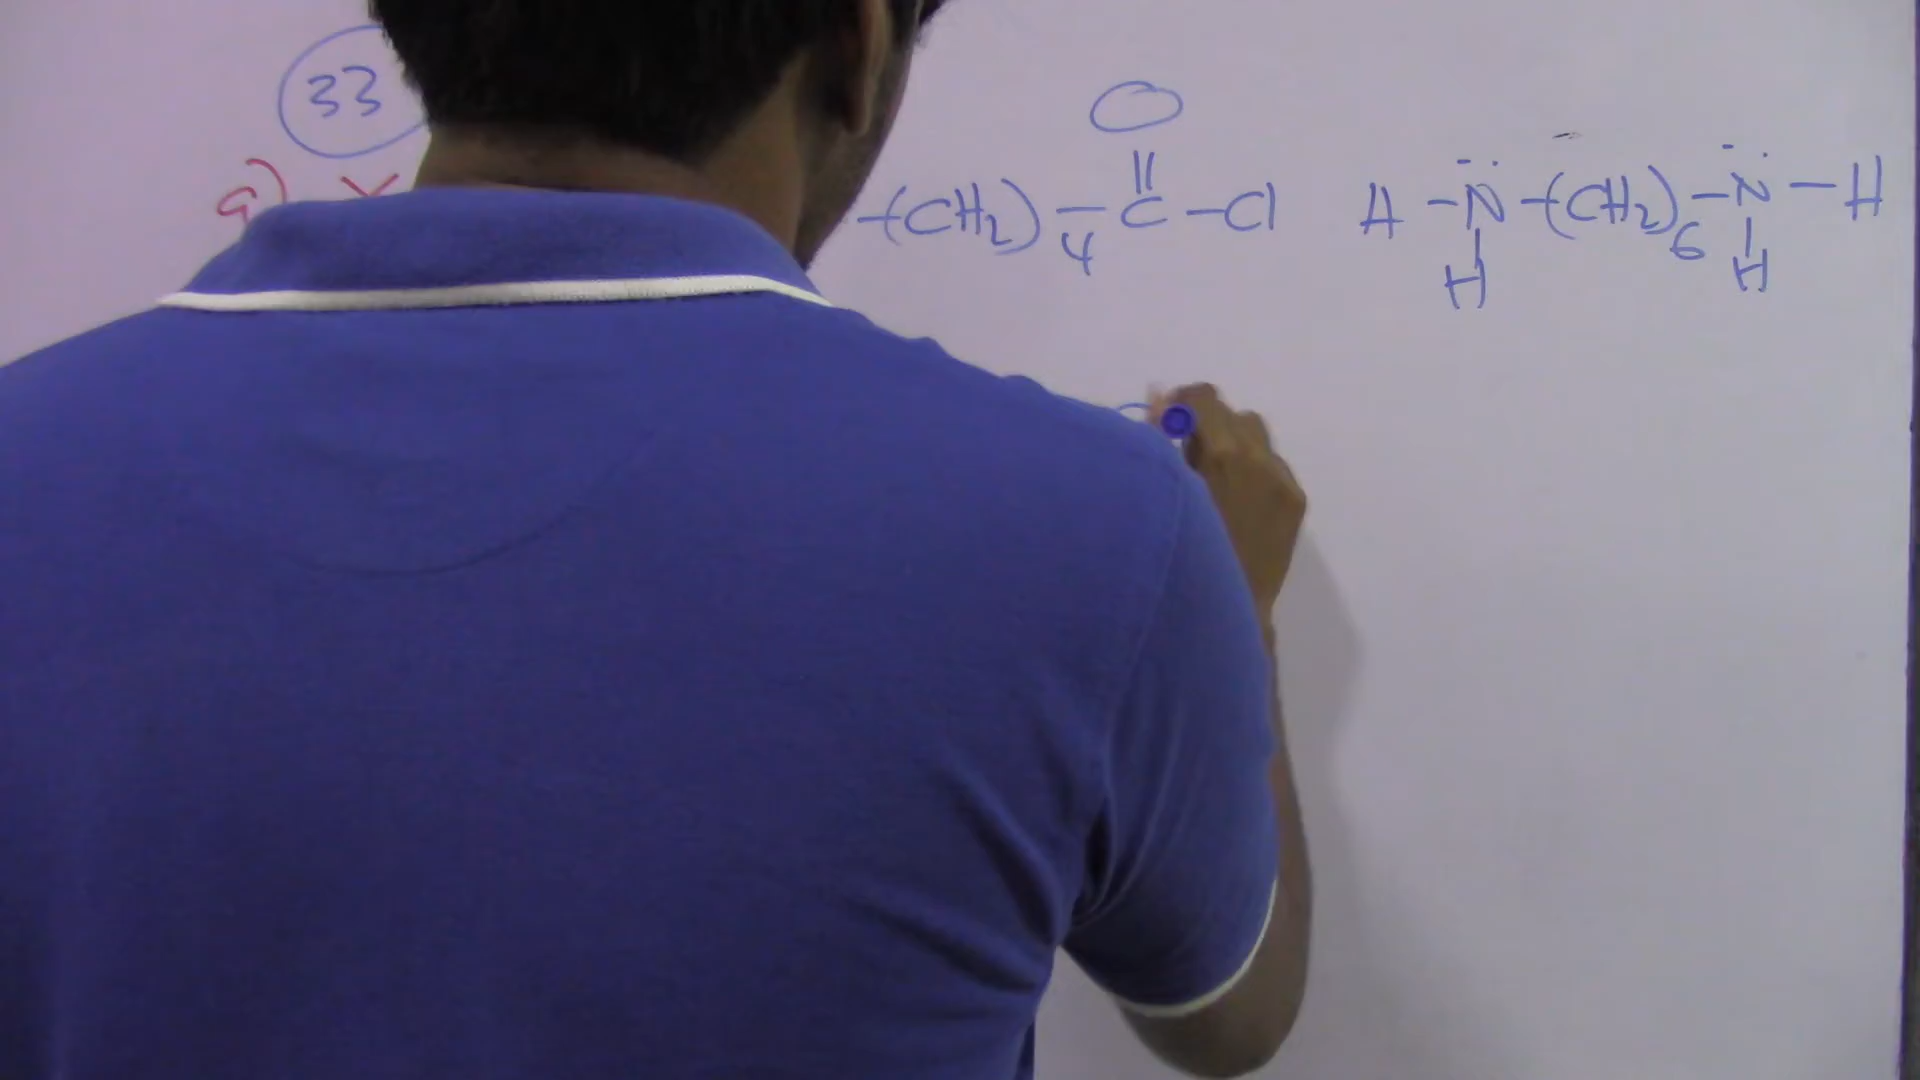 33
a)
O
||
-(CH2)4-C-Cl H-N-(CH2)6-N-H
| |
H H